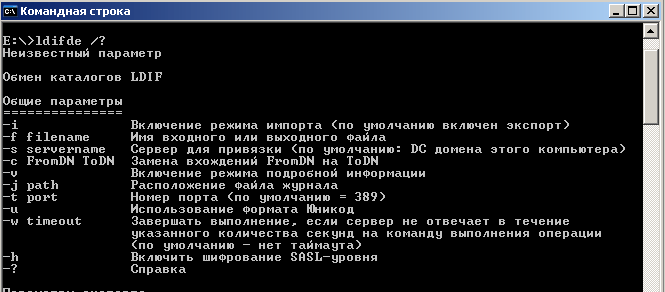 Командная строка
E:\>ldifde /?
Неизвестный параметр
Обмен каталогов LDIF
Общие параметры
===============
-i Включение режима импорта (по умолчанию включен экспорт)
-f filename Имя входного или выходного файла
-s servername Сервер для привязки (по умолчанию: DC домена этого компьютера)
-c FromDN ToDN Замена вхождений FromDN на ToDN
-v Включение режима подробной информации
-j path Расположение файла журнала
-t port Номер порта (по умолчанию = 389)
-u Использование формата Юникод
-w timeout Завершать выполнение, если сервер не отвечает в течение
указанного количества секунд на команду выполнения операции
(по умолчанию - нет таймаута)
-h Включить шифрование SASL-уровня
-? Справка